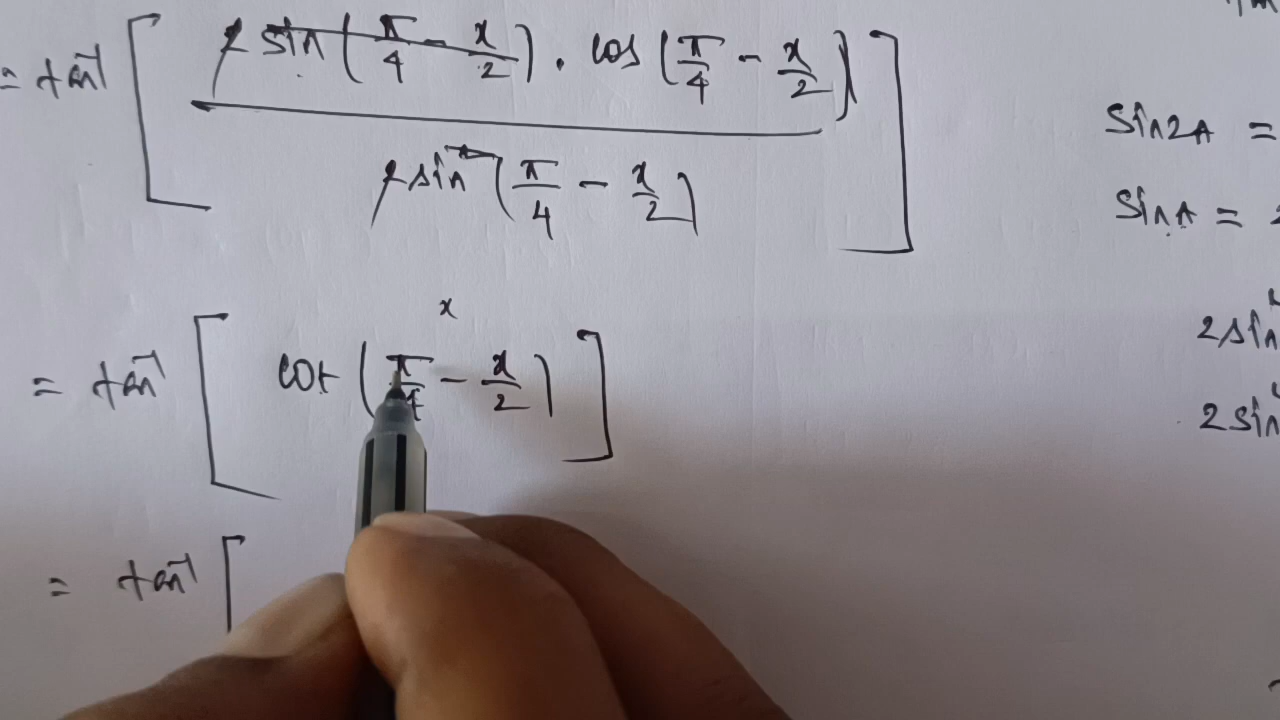 = tan⁻¹ [ 2 sin (π/4 - x/2) . cos (π/4 - x/2) / 2 sin² (π/4 - x/2) ]
Sin2A =
SinA =
x
= tan⁻¹ [ cot (π/4 - x/2) ]
2sin
2sin
= tan⁻¹ [